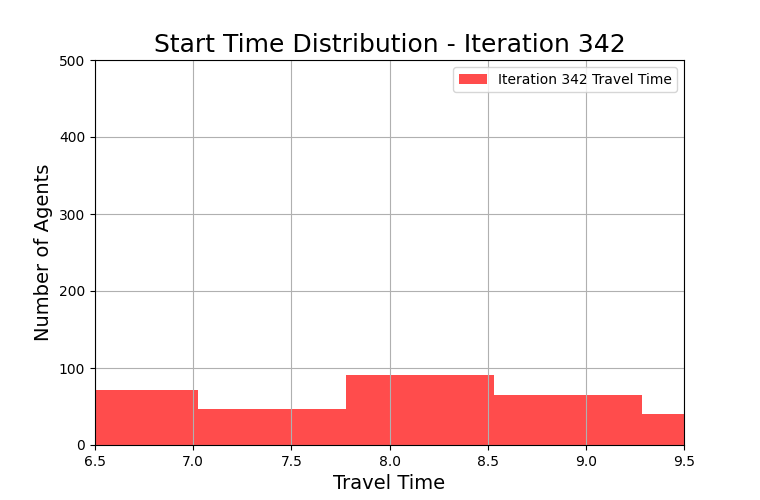 Start Time Distribution - Iteration 342
500
Iteration 342 Travel Time
400
300
200
100
0
Number of Agents
6.5 7.0 7.5 8.0 8.5 9.0 9.5
Travel Time